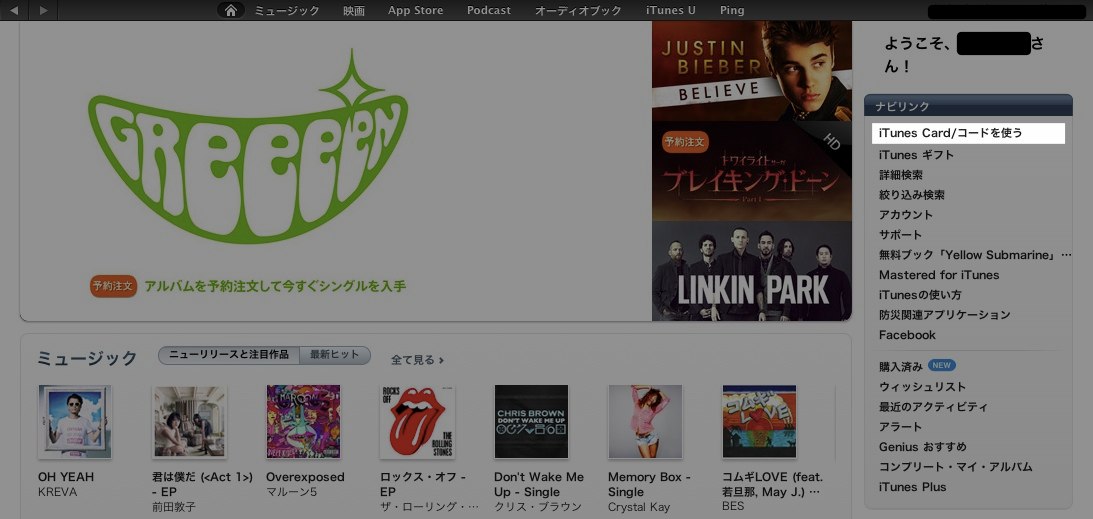 ミュージック 映画 App Store Podcast オーディオブック iTunes U Ping
GReeeeN
予約注文 アルバムを予約注文して今すぐシングルを入手
JUSTIN
BIEBER
BELIEVE
予約注文
HD
トワイライト サーガ
ブレイキング・ドーン
Part 1
LINKIN PARK
ようこそ、
さ
ん！
ナビリンク
iTunes Card/コードを使う
iTunes ギフト
詳細検索
絞り込み検索
アカウント
サポート
無料ブック「Yellow Submarine」…
Mastered for iTunes
iTunesの使い方
防災関連アプリケーション
Facebook
購入済み NEW
ウィッシュリスト
最近のアクティビティ
アラート
Genius おすすめ
コンプリート・マイ・アルバム
iTunes Plus
ミュージック ニューリリースと注目作品 最新ヒット 全て見る ›
OH YEAH
KREVA
君は僕だ (<Act 1>)
- EP
前田敦子
MAROON 5
Overexposed
マルーン5
ROCKS
OFF
THE
ROLLING
STONES
ロックス・オフ -
EP
ザ・ローリング・…
CHRIS BROWN
DON'T WAKE ME UP
Don't Wake Me
Up - Single
クリス・ブラウン
Memory Box -
Single
Crystal Kay
コムギLOVE (feat.
若旦那, May J.) …
BES